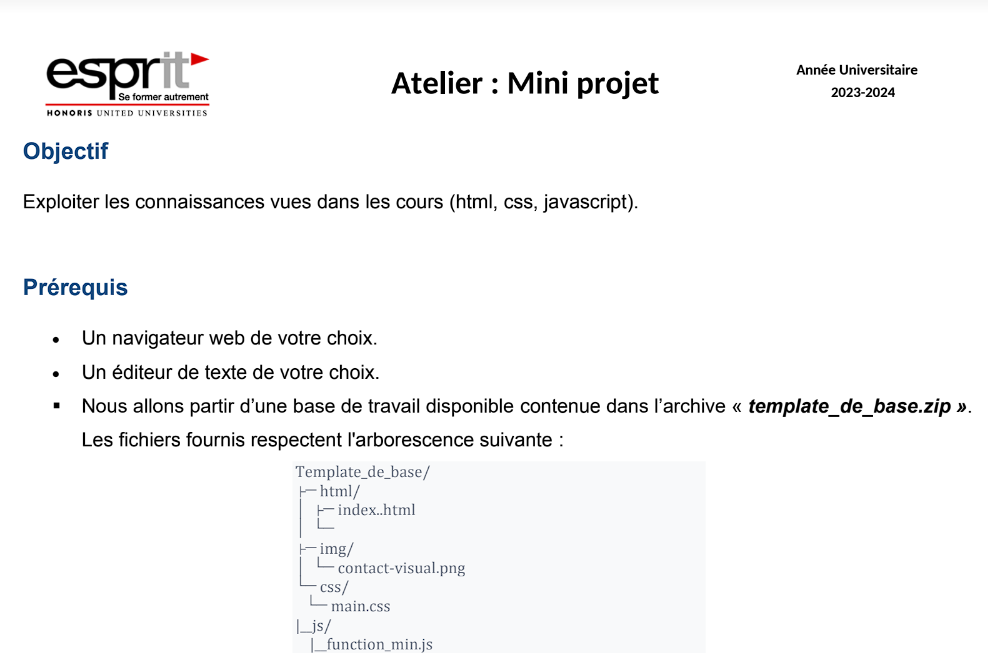 esprit
Se former autrement
HONORIS UNITED UNIVERSITIES
Atelier : Mini projet
Année Universitaire
2023-2024
Objectif
Exploiter les connaissances vues dans les cours (html, css, javascript).
Prérequis
• Un navigateur web de votre choix.
• Un éditeur de texte de votre choix.
▪ Nous allons partir d’une base de travail disponible contenue dans l’archive « template_de_base.zip ».
Les fichiers fournis respectent l'arborescence suivante :
Template_de_base/
├─ html/
│ ├─ index..html
│ └─
├─ img/
│ └─ contact-visual.png
└─ css/
└─ main.css
|__js/
|__function_min.js